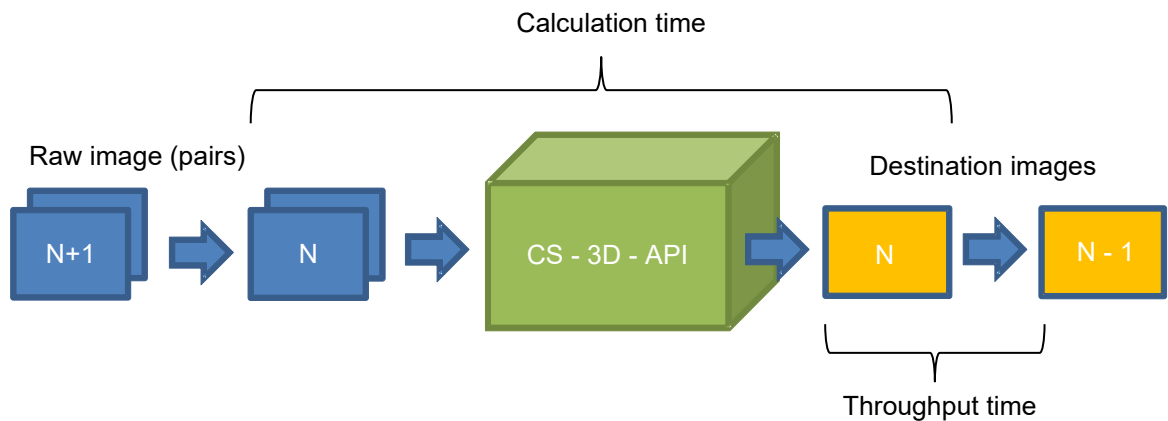 Calculation time
Raw image (pairs)
Destination images
N+1
N
CS - 3D - API
N
N - 1
Throughput time